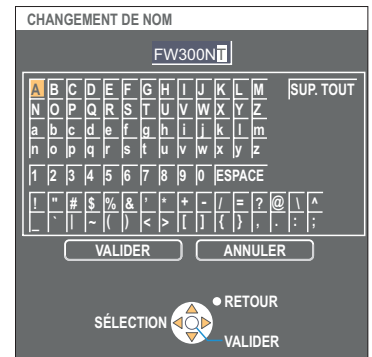 CHANGEMENT DE NOM
FW300NT
A B C D E F G H I J K L M SUP. TOUT
N O P Q R S T U V W X Y Z
a b c d e f g h i j k l m
n o p q r s t u v w x y z
1 2 3 4 5 6 7 8 9 0 ESPACE
! " # $ % & ' * + - / = ? @ \ ^
_ ` | ~ ( ) < > [ ] { } , . : ;
VALIDER ANNULER
RETOUR
SÉLECTION
VALIDER